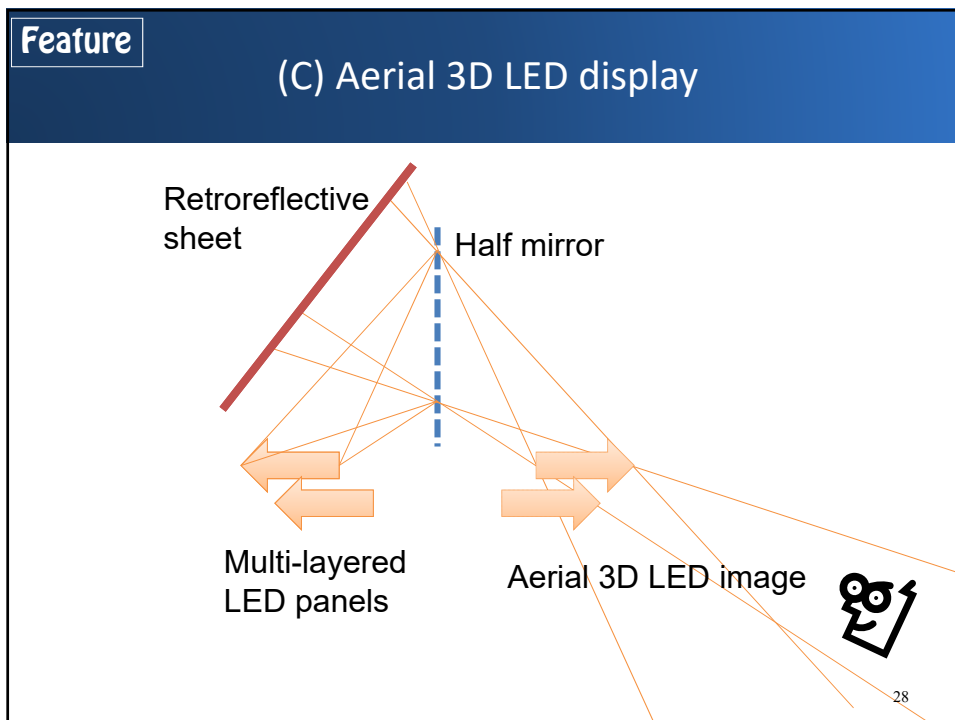 Feature
(C) Aerial 3D LED display
Retroreflective
sheet
Half mirror
Multi-layered
LED panels
Aerial 3D LED image
28